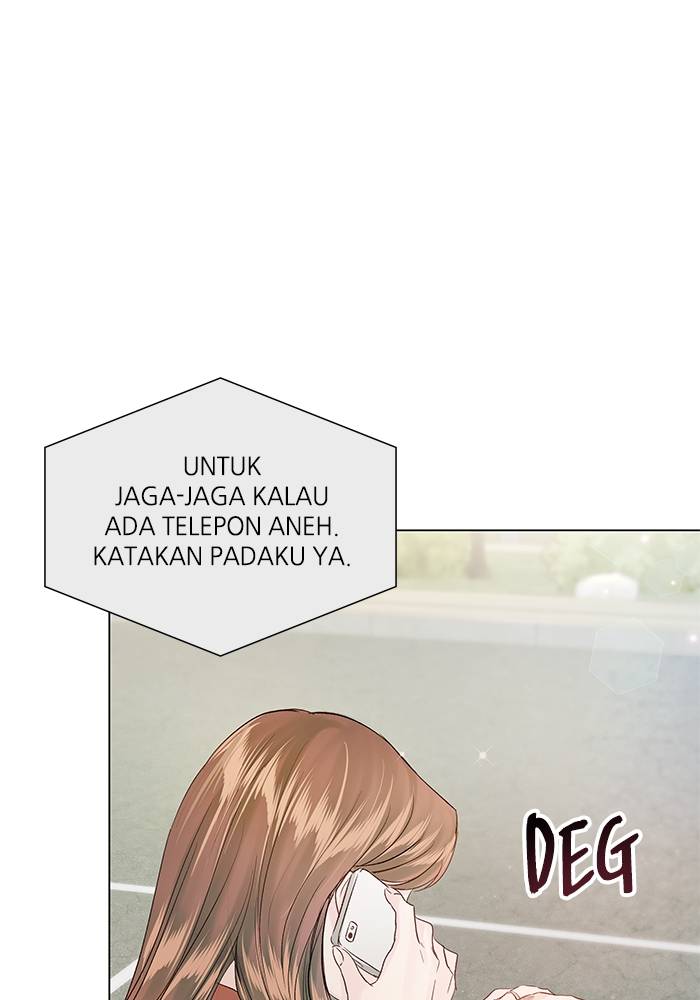 UNTUK
JAGA-JAGA KALAU
ADA TELEPON ANEH.
KATAKAN PADAKU YA.
DEG